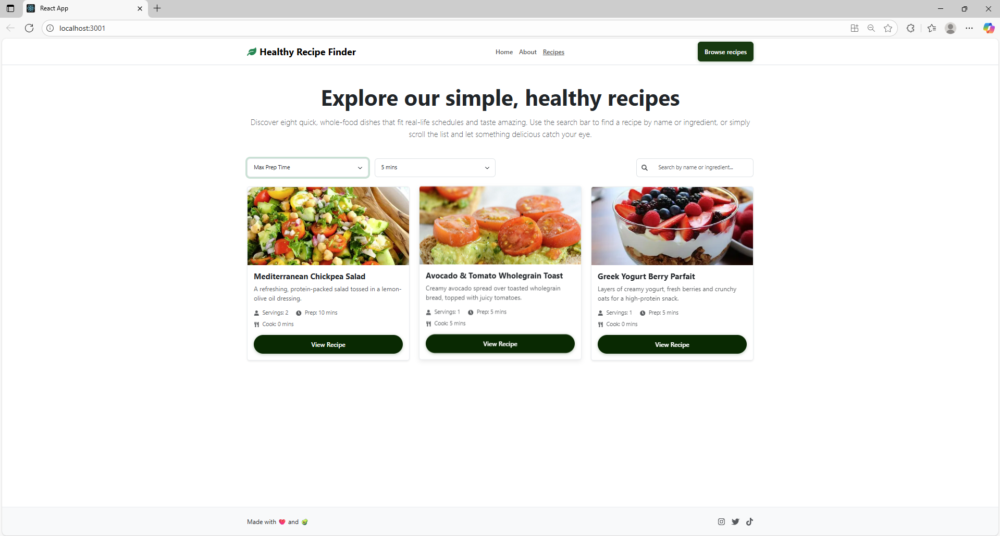 React App
localhost:3001
Healthy Recipe Finder
Home About Recipes
Browse recipes
Explore our simple, healthy recipes
Discover eight quick, whole-food dishes that fit real-life schedules and taste amazing. Use the search bar to find a recipe by name or ingredient, or simply
scroll the list and let something delicious catch your eye.
Max Prep Time
5 mins
Search by name or ingredient...
Mediterranean Chickpea Salad
A refreshing, protein-packed salad tossed in a lemon-
olive oil dressing.
Servings: 2 Prep: 10 mins
Cook: 0 mins
View Recipe
Avocado & Tomato Wholegrain Toast
Creamy avocado spread over toasted wholegrain
bread, topped with juicy tomatoes.
Servings: 1 Prep: 5 mins
Cook: 5 mins
View Recipe
Greek Yogurt Berry Parfait
Layers of creamy yogurt, fresh berries and crunchy
oats for a high-protein snack.
Servings: 1 Prep: 5 mins
Cook: 0 mins
View Recipe
Made with ❤️ and 🥑